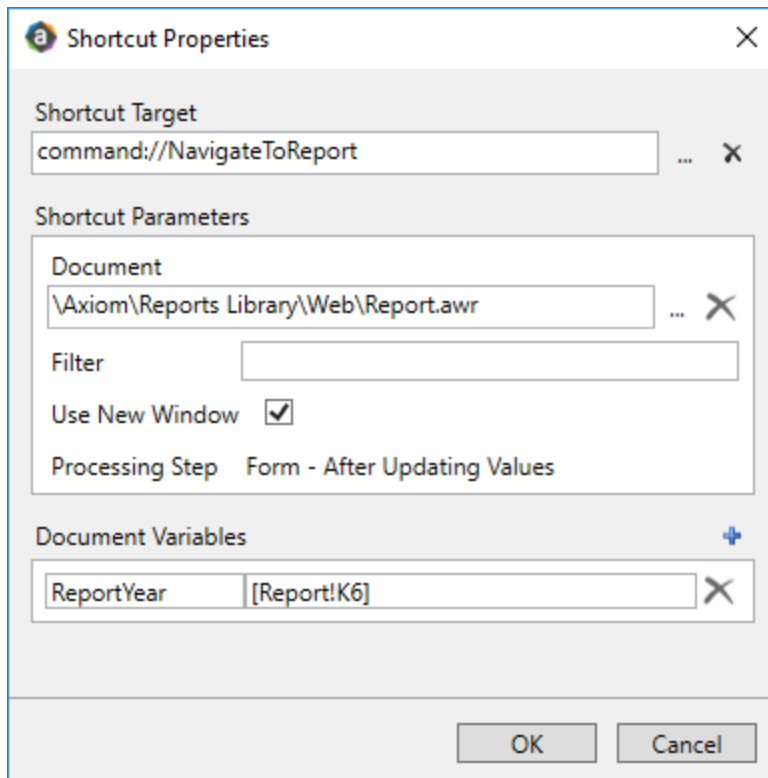 Shortcut Properties
Shortcut Target
command://NavigateToReport
...
Shortcut Parameters
Document
\Axiom\Reports Library\Web\Report.awr
...
Filter
Use New Window
Processing Step Form - After Updating Values
Document Variables
ReportYear [Report!K6]
OK Cancel